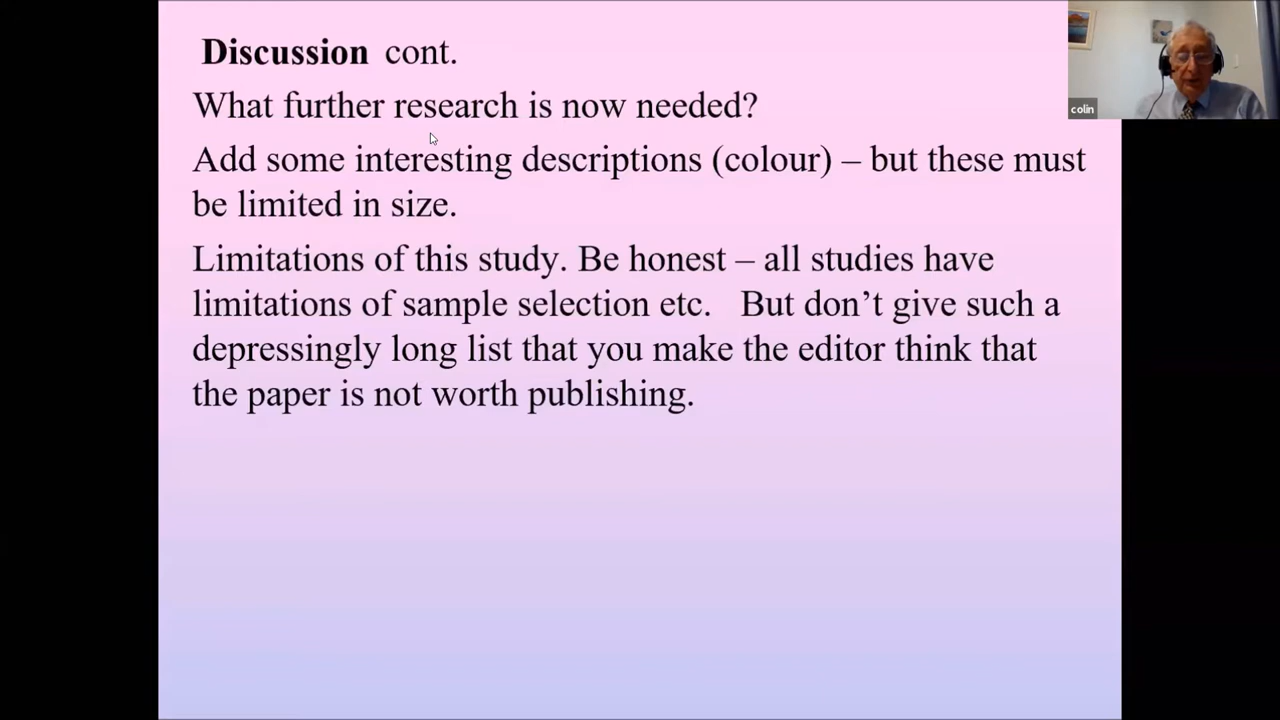 Discussion cont.
What further research is now needed?
Add some interesting descriptions (colour) – but these must
be limited in size.
Limitations of this study. Be honest – all studies have
limitations of sample selection etc.   But don’t give such a
depressingly long list that you make the editor think that
the paper is not worth publishing.
colin